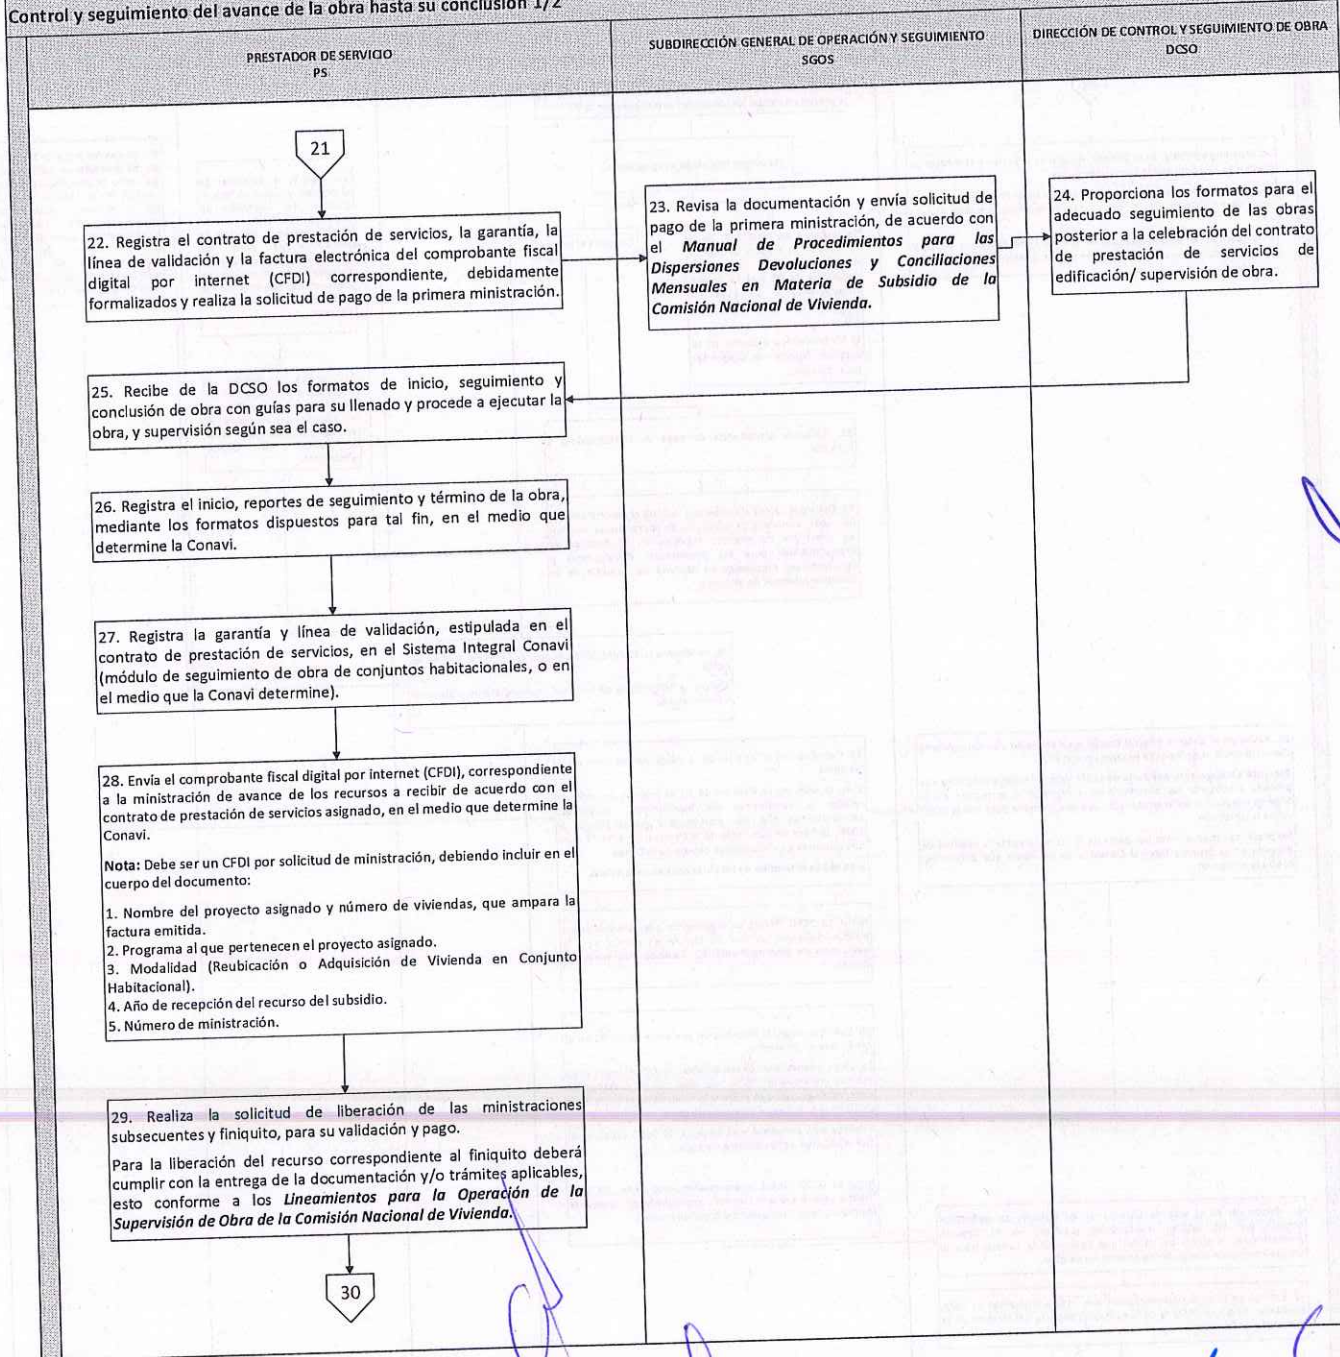 Control y seguimiento del avance de la obra hasta su conclusión 1/2
PRESTADOR DE SERVICIO
PS
SUBDIRECCIÓN GENERAL DE OPERACIÓN Y SEGUIMIENTO
SGOS
DIRECCIÓN DE CONTROL Y SEGUIMIENTO DE OBRA
DCSO
21
22. Registra el contrato de prestación de servicios, la garantía, la
línea de validación y la factura electrónica del comprobante fiscal
digital por internet (CFDI) correspondiente, debidamente
formalizados y realiza la solicitud de pago de la primera ministración.
23. Revisa la documentación y envía solicitud de
pago de la primera ministración, de acuerdo con
el Manual de Procedimientos para las
Dispersiones Devoluciones y Conciliaciones
Mensuales en Materia de Subsidio de la
Comisión Nacional de Vivienda.
24. Proporciona los formatos para el
adecuado seguimiento de las obras
posterior a la celebración del contrato
de prestación de servicios de
edificación/ supervisión de obra.
25. Recibe de la DCSO los formatos de inicio, seguimiento y
conclusión de obra con guías para su llenado y procede a ejecutar la
obra, y supervisión según sea el caso.
26. Registra el inicio, reportes de seguimiento y término de la obra,
mediante los formatos dispuestos para tal fin, en el medio que
determine la Conavi.
27. Registra la garantía y línea de validación, estipulada en el
contrato de prestación de servicios, en el Sistema Integral Conavi
(módulo de seguimiento de obra de conjuntos habitacionales, o en
el medio que la Conavi determine).
28. Envía el comprobante fiscal digital por internet (CFDI), correspondiente
a la ministración de avance de los recursos a recibir de acuerdo con el
contrato de prestación de servicios asignado, en el medio que determine la
Conavi.
Nota: Debe ser un CFDI por solicitud de ministración, debiendo incluir en el
cuerpo del documento:
1. Nombre del proyecto asignado y número de viviendas, que ampara la
factura emitida.
2. Programa al que pertenecen el proyecto asignado.
3. Modalidad (Reubicación o Adquisición de Vivienda en Conjunto
Habitacional).
4. Año de recepción del recurso del subsidio.
5. Número de ministración.
29. Realiza la solicitud de liberación de las ministraciones
subsecuentes y finiquito, para su validación y pago.
Para la liberación del recurso correspondiente al finiquito deberá
cumplir con la entrega de la documentación y/o trámites aplicables,
esto conforme a los Lineamientos para la Operación de la
Supervisión de Obra de la Comisión Nacional de Vivienda.
30